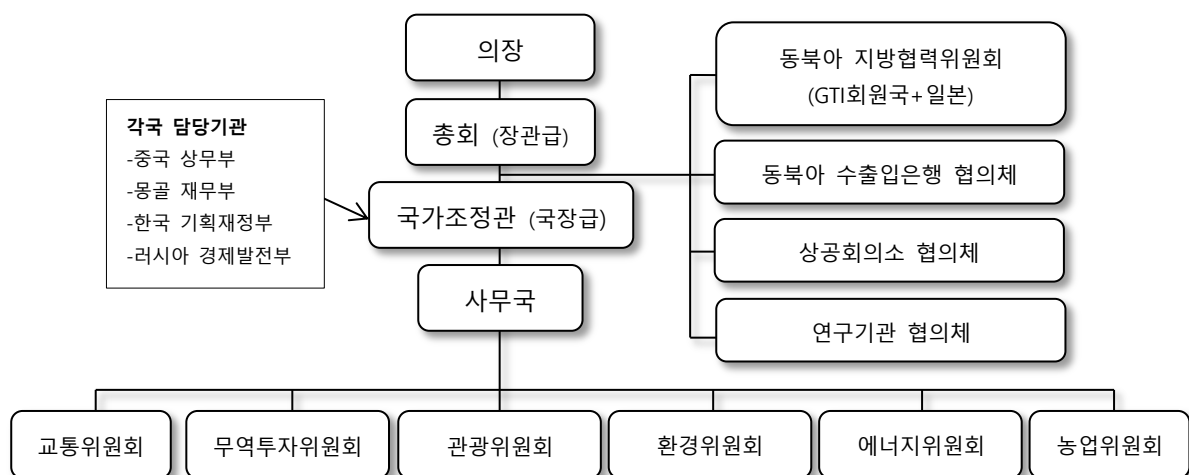 의장
총회 (장관급)
각국 담당기관
-중국 상무부
-몽골 재무부
-한국 기획재정부
-러시아 경제발전부
국가조정관 (국장급)
사무국
동북아 지방협력위원회
(GTI회원국+일본)
동북아 수출입은행 협의체
상공회의소 협의체
연구기관 협의체
교통위원회
무역투자위원회
관광위원회
환경위원회
에너지위원회
농업위원회